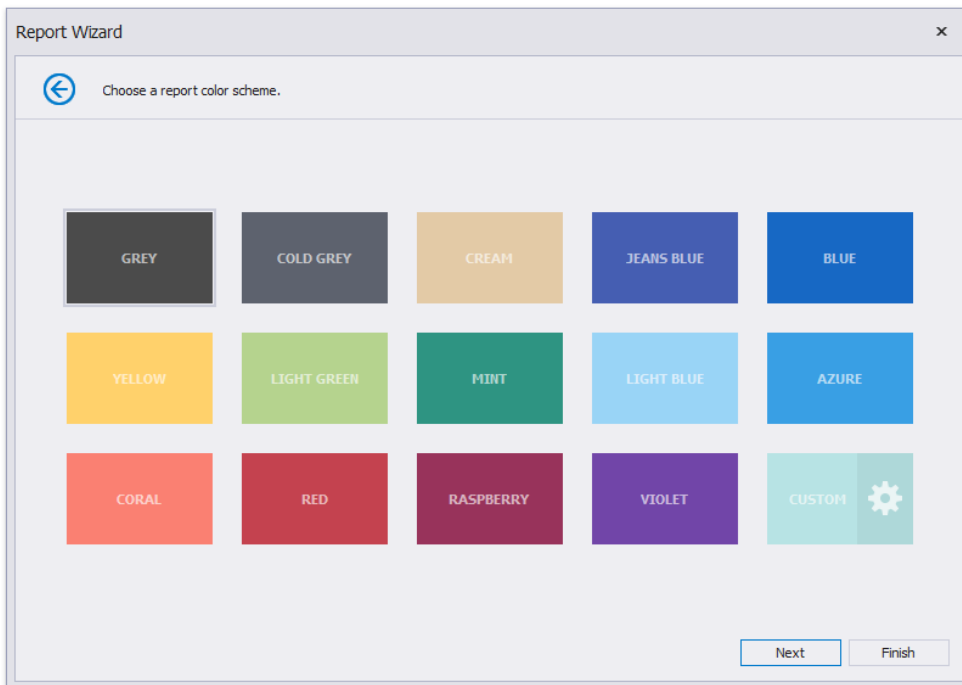 Report Wizard
Choose a report color scheme.
GREY COLD GREY CREAM JEANS BLUE BLUE
YELLOW LIGHT GREEN MINT LIGHT BLUE AZURE
CORAL RED RASPBERRY VIOLET CUSTOM
Next Finish